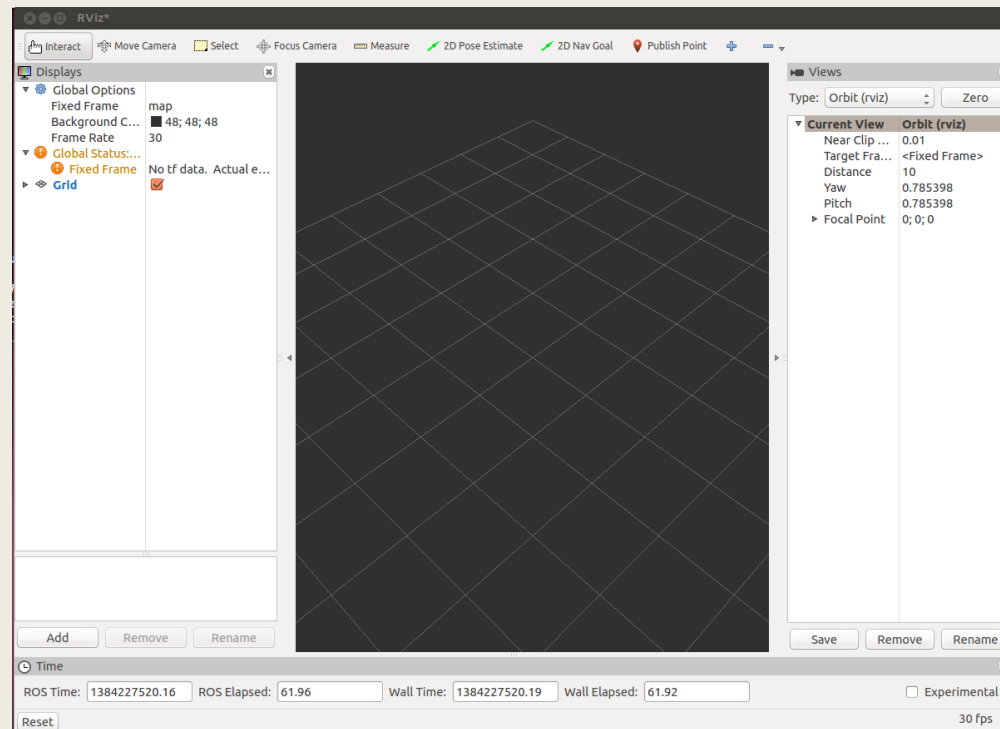 RViz*
Interact Move Camera Select Focus Camera Measure 2D Pose Estimate 2D Nav Goal Publish Point
Displays
Global Options
Fixed Frame map
Background C... 48; 48; 48
Frame Rate 30
Global Status:...
Fixed Frame No tf data. Actual e...
Grid
Add Remove Rename
Views
Type: Orbit (rviz) Zero
Current View Orbit (rviz)
Near Clip ... 0.01
Target Fra... <Fixed Frame>
Distance 10
Yaw 0.785398
Pitch 0.785398
Focal Point 0; 0; 0
Save Remove Rename
Time
ROS Time: 1384227520.16 ROS Elapsed: 61.96 Wall Time: 1384227520.19 Wall Elapsed: 61.92 Experimental
Reset 30 fps